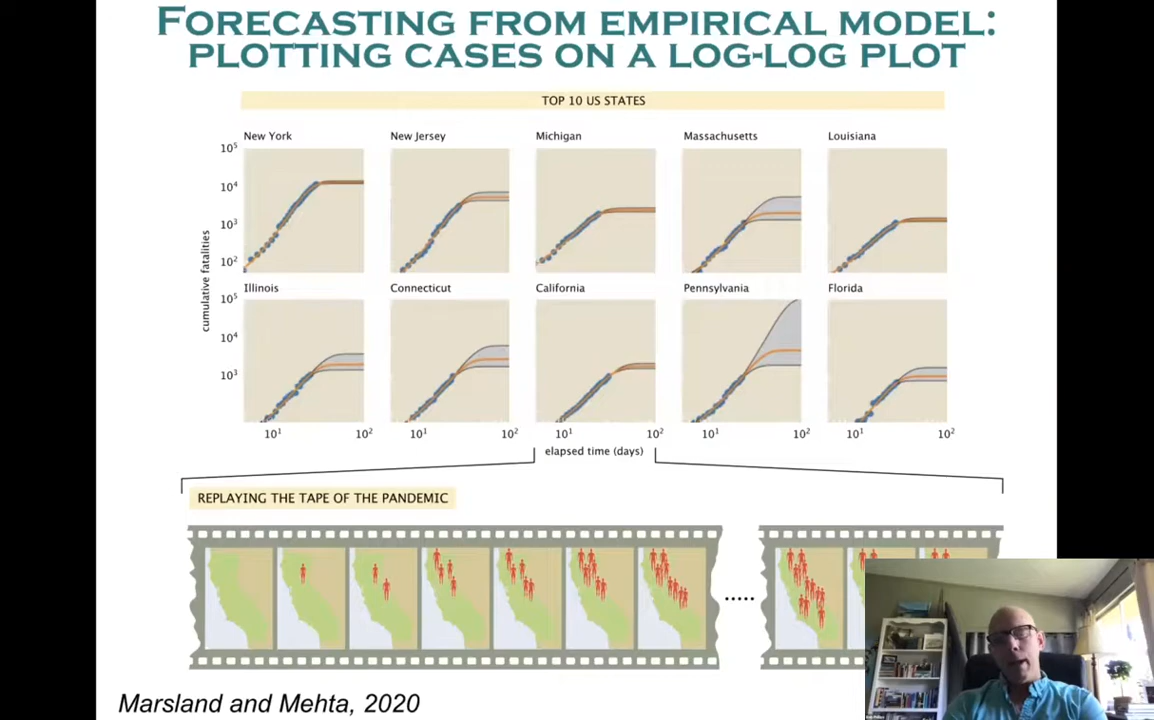 FORECASTING FROM EMPIRICAL MODEL:
PLOTTING CASES ON A LOG-LOG PLOT
TOP 10 US STATES
New York New Jersey Michigan Massachusetts Louisiana
10^5
10^4
10^3
10^2
cumulative fatalities
Illinois Connecticut California Pennsylvania Florida
10^5
10^4
10^3
10^1 10^2 10^1 10^2 10^1 10^2 10^1 10^2 10^1 10^2
elapsed time (days)
REPLAYING THE TAPE OF THE PANDEMIC
.....
Marsland and Mehta, 2020